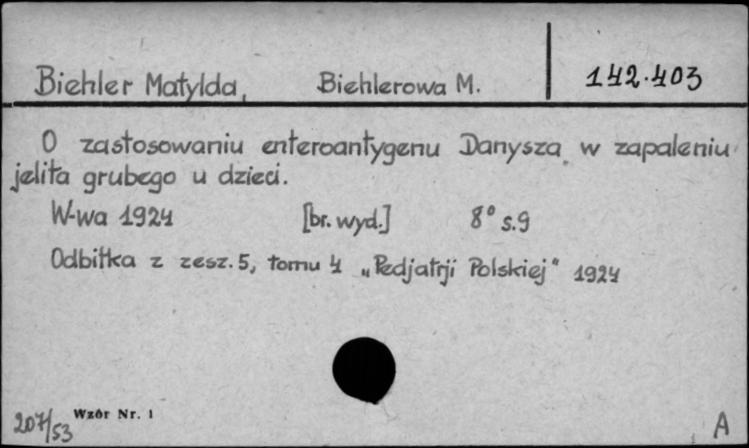 Biehler Matylda, Biehlerowa M. 142.403
O zastosowaniu enteroantygenu Danysza w zapaleniu
jelita grubego u dzieci.
W-wa 1924 [br. wyd.] 8° s.9
Odbitka z zesz. 5, tomu 4 „Pedjatrji Polskiej" 1924
207/53 Wzór Nr. 1 A